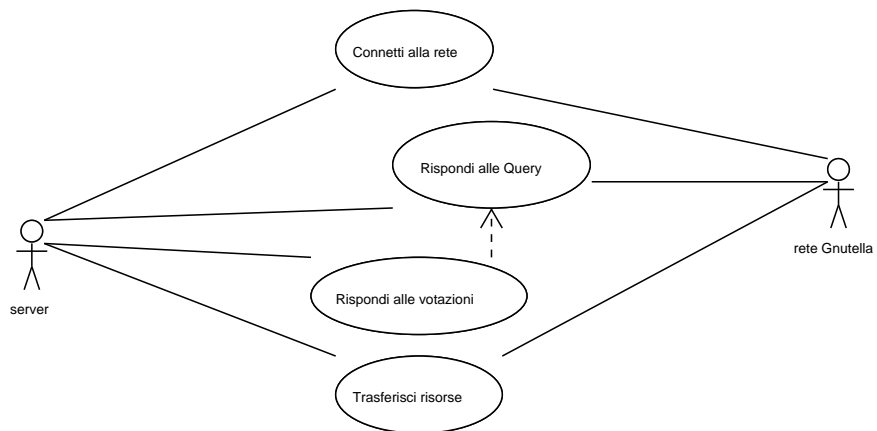 Connetti alla rete
Rispondi alle Query
rete Gnutella
Rispondi alle votazioni
server
Trasferisci risorse